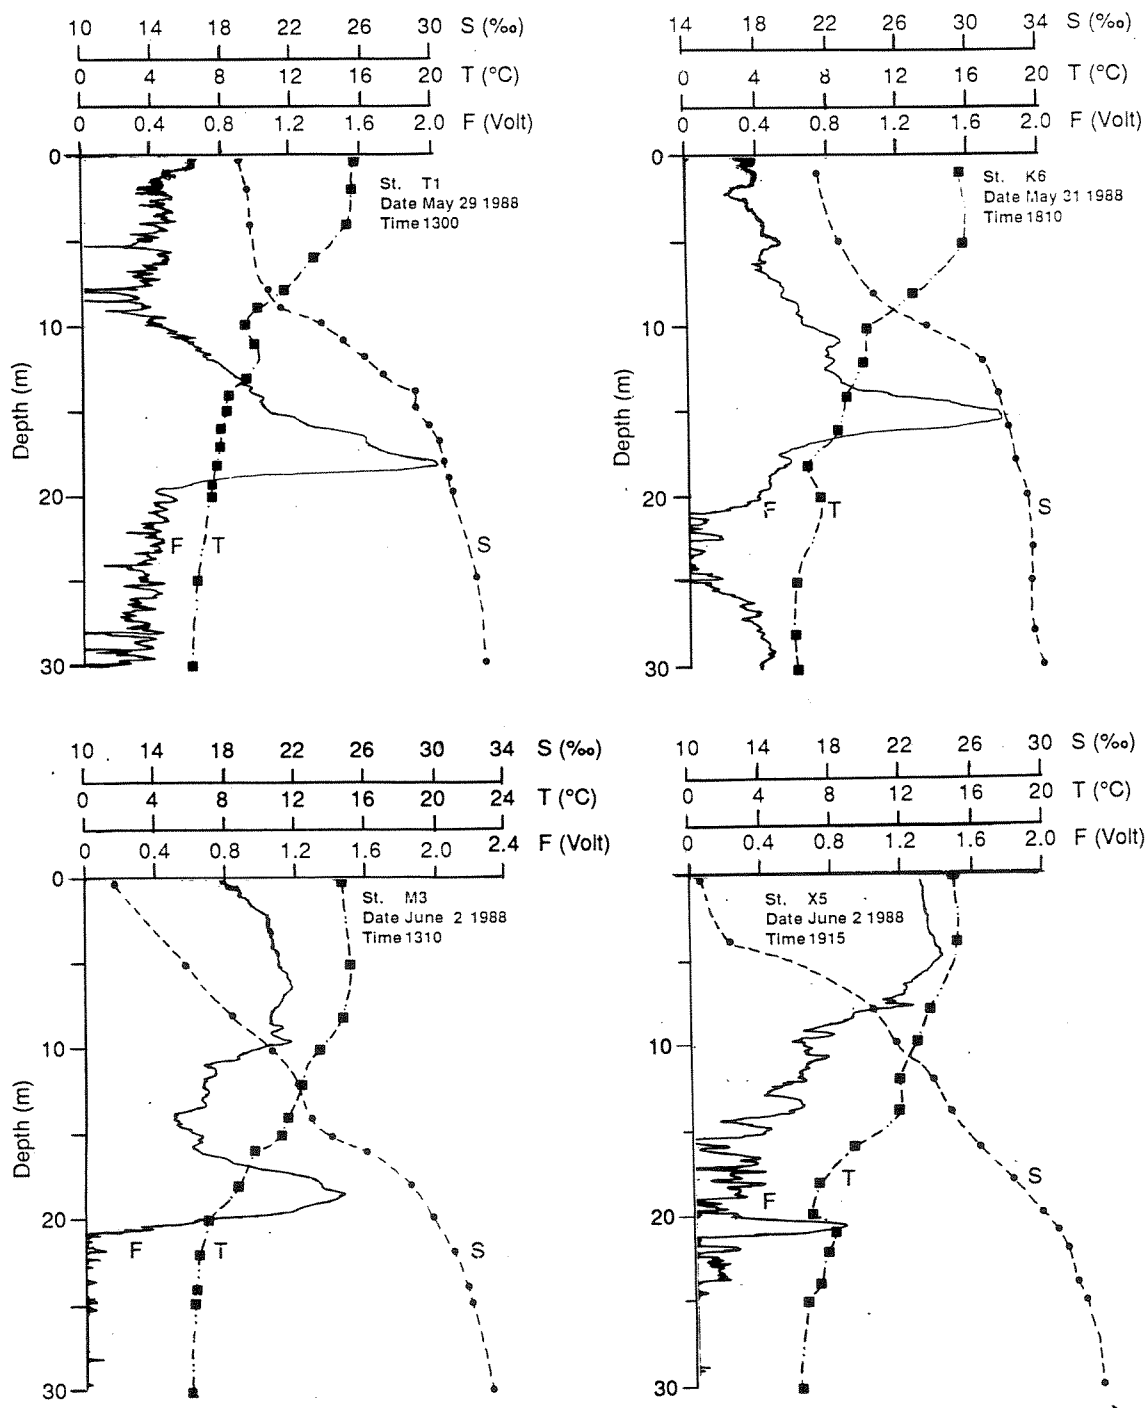 10 14 18 22 26 30 S (‰)
0 4 8 12 16 20 T (°C)
0 0.4 0.8 1.2 1.6 2.0 F (Volt)
0
St. T1
Date May 29 1988
Time 1300
10
Depth (m)
20
F T S
30
14 18 22 26 30 34 S (‰)
0 4 8 12 16 20 T (°C)
0 0.4 0.8 1.2 1.6 2.0 F (Volt)
0
St. K6
Date May 31 1988
Time 1810
10
Depth (m)
20
F T S
30
10 14 18 22 26 30 34 S (‰)
0 4 8 12 16 20 24 T (°C)
0 0.4 0.8 1.2 1.6 2.0 2.4 F (Volt)
0
St. M3
Date June 2 1988
Time 1310
10
Depth (m)
20
F T S
30
10 14 18 22 26 30 S (‰)
0 4 8 12 16 20 T (°C)
0 0.4 0.8 1.2 1.6 2.0 F (Volt)
St. X5
Date June 2 1988
Time 1915
10
T S
F
20
30